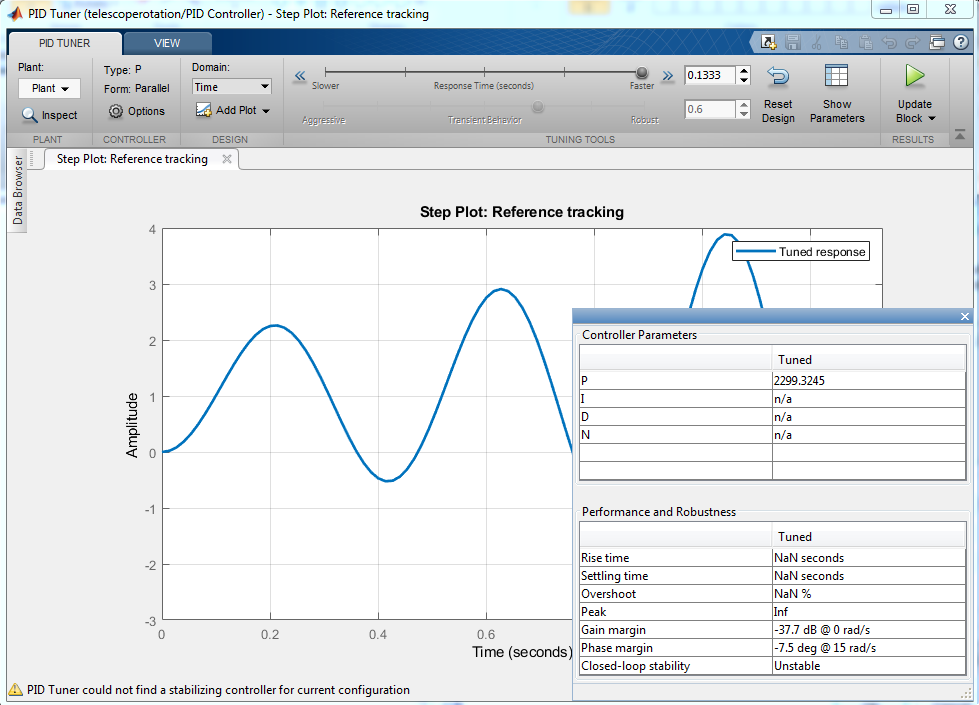 PID Tuner (telescoperotation/PID Controller) - Step Plot: Reference tracking
PID TUNER
VIEW
Plant:
Plant
Inspect
PLANT
Type: P
Form: Parallel
Options
CONTROLLER
Domain:
Time
Add Plot
DESIGN
Slower
Response Time (seconds)
Faster
0.1333
Aggressive
Transient Behavior
Robust
0.6
Reset Design
Show Parameters
TUNING TOOLS
Update Block
RESULTS
Data Browser
Step Plot: Reference tracking
Step Plot: Reference tracking
Tuned response
Amplitude
4
3
2
1
0
-1
-2
-3
0
0.2
0.4
0.6
Time (seconds)
Controller Parameters
Tuned
P 2299.3245
I n/a
D n/a
N n/a
Performance and Robustness
Tuned
Rise time NaN seconds
Settling time NaN seconds
Overshoot NaN %
Peak Inf
Gain margin -37.7 dB @ 0 rad/s
Phase margin -7.5 deg @ 15 rad/s
Closed-loop stability Unstable
PID Tuner could not find a stabilizing controller for current configuration